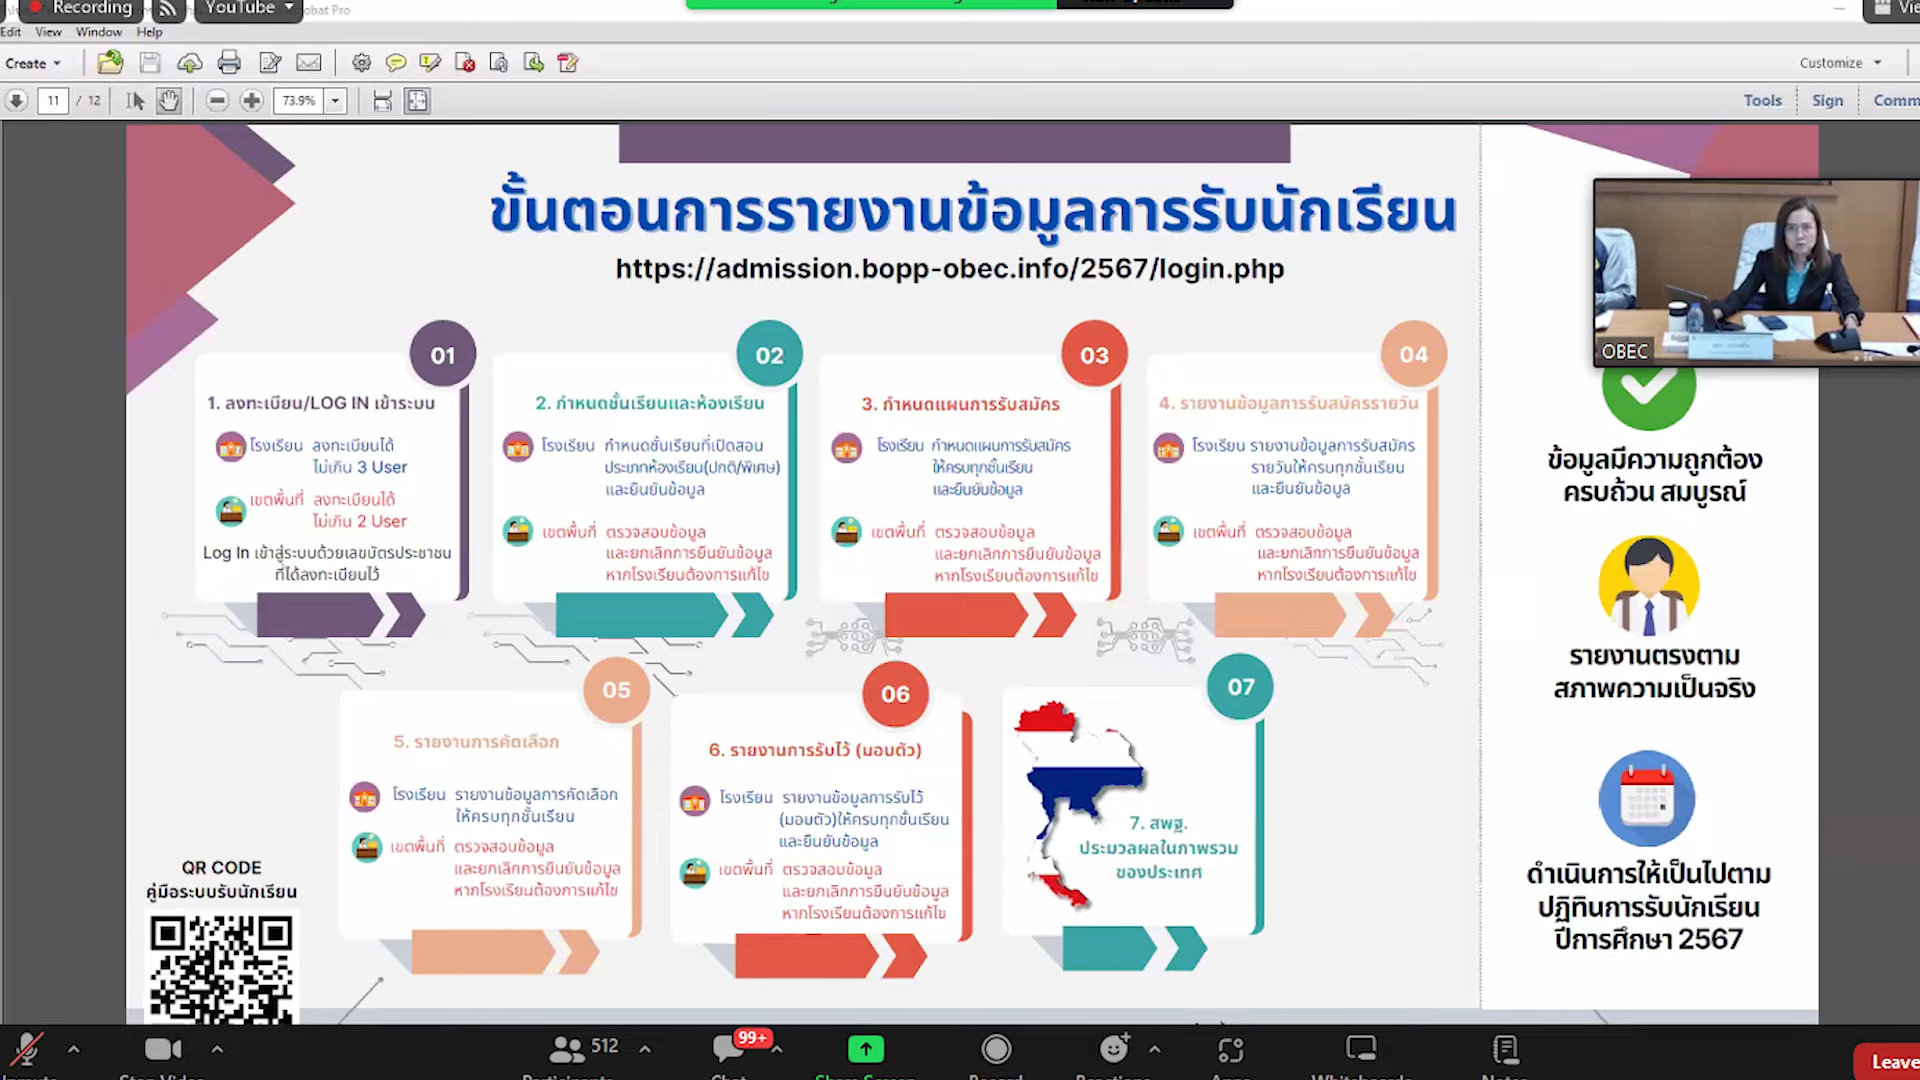 Recording
YouTube
obat Pro
Edit View Window Help
Create
Customize
11 / 12
73.9%
Tools Sign Comm
ขั้นตอนการรายงานข้อมูลการรับนักเรียน
https://admission.bopp-obec.info/2567/login.php
OBEC
01
1. ลงทะเบียน/LOG IN เข้าระบบ
โรงเรียน ลงทะเบียนได้
ไม่เกิน 3 User
เขตพื้นที่ ลงทะเบียนได้
ไม่เกิน 2 User
Log In เข้าสู่ระบบด้วยเลขบัตรประชาชน
ที่ได้ลงทะเบียนไว้
02
2. กำหนดชั้นเรียนและห้องเรียน
โรงเรียน กำหนดชั้นเรียนที่เปิดสอน
ประเภทห้องเรียน(ปกติ/พิเศษ)
และยืนยันข้อมูล
เขตพื้นที่ ตรวจสอบข้อมูล
และยกเลิกการยืนยันข้อมูล
หากโรงเรียนต้องการแก้ไข
03
3. กำหนดแผนการรับสมัคร
โรงเรียน กำหนดแผนการรับสมัคร
ให้ครบทุกชั้นเรียน
และยืนยันข้อมูล
เขตพื้นที่ ตรวจสอบข้อมูล
และยกเลิกการยืนยันข้อมูล
หากโรงเรียนต้องการแก้ไข
04
4. รายงานข้อมูลการรับสมัครรายวัน
โรงเรียน รายงานข้อมูลการรับสมัคร
รายวันให้ครบทุกชั้นเรียน
และยืนยันข้อมูล
เขตพื้นที่ ตรวจสอบข้อมูล
และยกเลิกการยืนยันข้อมูล
หากโรงเรียนต้องการแก้ไข
05
5. รายงานการคัดเลือก
โรงเรียน รายงานข้อมูลการคัดเลือก
ให้ครบทุกชั้นเรียน
เขตพื้นที่ ตรวจสอบข้อมูล
และยกเลิกการยืนยันข้อมูล
หากโรงเรียนต้องการแก้ไข
06
6. รายงานการรับไว้ (มอบตัว)
โรงเรียน รายงานข้อมูลการรับไว้
(มอบตัว)ให้ครบทุกชั้นเรียน
และยืนยันข้อมูล
เขตพื้นที่ ตรวจสอบข้อมูล
และยกเลิกการยืนยันข้อมูล
หากโรงเรียนต้องการแก้ไข
07
7. สพฐ.
ประมวลผลในภาพรวม
ของประเทศ
QR CODE
คู่มือระบบรับนักเรียน
ข้อมูลมีความถูกต้อง
ครบถ้วน สมบูรณ์
รายงานตรงตาม
สภาพความเป็นจริง
ดำเนินการให้เป็นไปตาม
ปฏิทินการรับนักเรียน
ปีการศึกษา 2567
512
99+
Leave